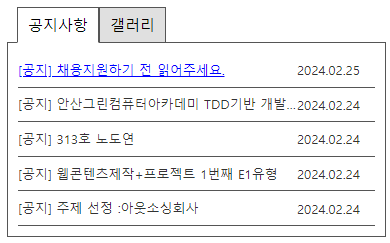 공지사항
갤러리
[공지] 채용지원하기 전 읽어주세요. 2024.02.25
[공지] 안산그린컴퓨터아카데미 TDD기반 개발... 2024.02.24
[공지] 313호 노도연 2024.02.24
[공지] 웹콘텐츠제작+프로젝트 1번째 E1유형 2024.02.24
[공지] 주제 선정 :아웃소싱회사 2024.02.24